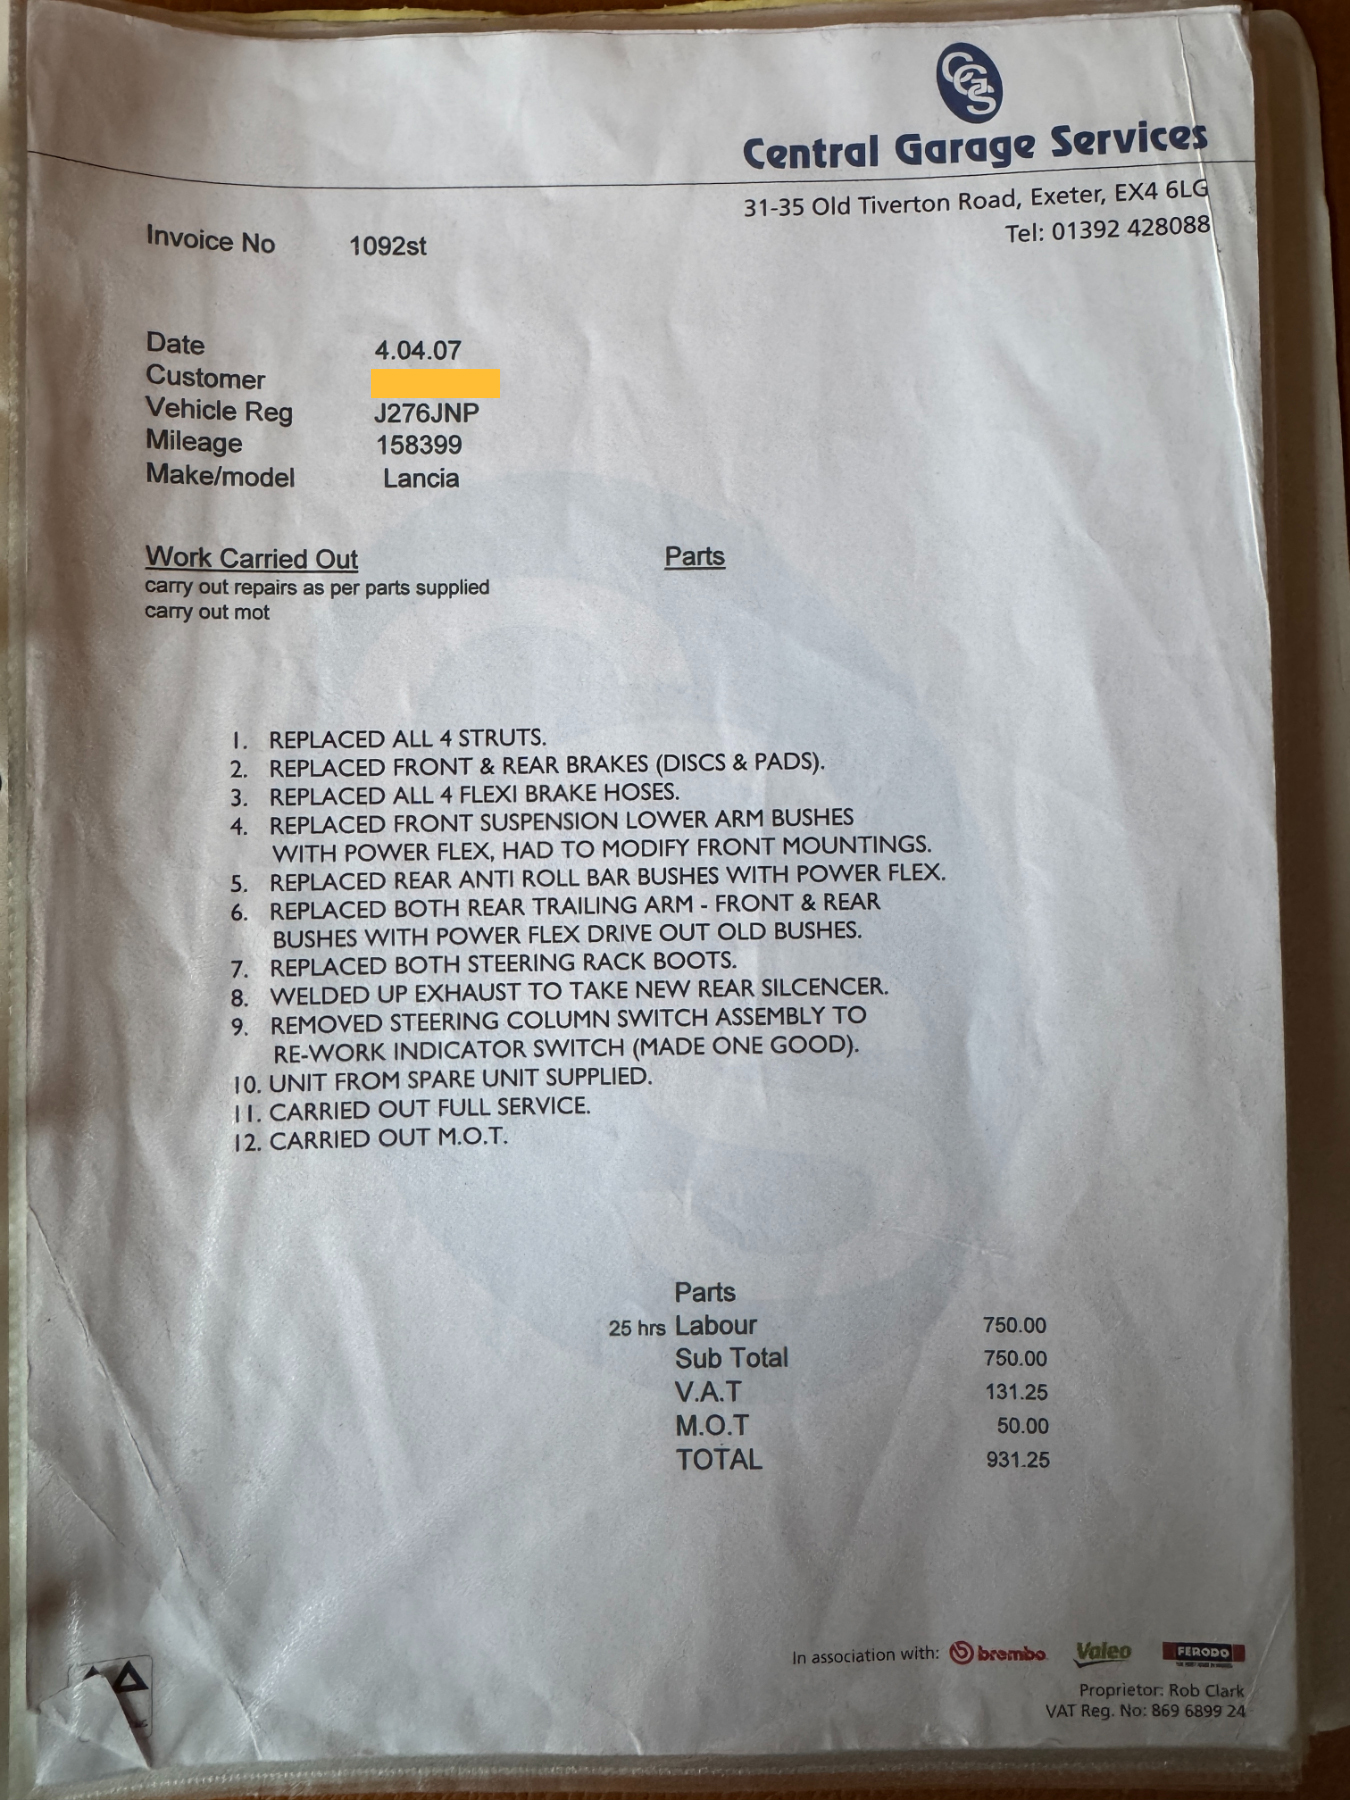 CGS
Central Garage Services
31-35 Old Tiverton Road, Exeter, EX4 6LG
Tel: 01392 428088
Invoice No 1092st
Date 4.04.07
Customer
Vehicle Reg J276JNP
Mileage 158399
Make/model Lancia
Work Carried Out Parts
carry out repairs as per parts supplied
carry out mot
1. REPLACED ALL 4 STRUTS.
2. REPLACED FRONT & REAR BRAKES (DISCS & PADS).
3. REPLACED ALL 4 FLEXI BRAKE HOSES.
4. REPLACED FRONT SUSPENSION LOWER ARM BUSHES
WITH POWER FLEX, HAD TO MODIFY FRONT MOUNTINGS.
5. REPLACED REAR ANTI ROLL BAR BUSHES WITH POWER FLEX.
6. REPLACED BOTH REAR TRAILING ARM - FRONT & REAR
BUSHES WITH POWER FLEX DRIVE OUT OLD BUSHES.
7. REPLACED BOTH STEERING RACK BOOTS.
8. WELDED UP EXHAUST TO TAKE NEW REAR SILCENCER.
9. REMOVED STEERING COLUMN SWITCH ASSEMBLY TO
RE-WORK INDICATOR SWITCH (MADE ONE GOOD).
10. UNIT FROM SPARE UNIT SUPPLIED.
11. CARRIED OUT FULL SERVICE.
12. CARRIED OUT M.O.T.
Parts
25 hrs Labour 750.00
Sub Total 750.00
V.A.T 131.25
M.O.T 50.00
TOTAL 931.25
In association with: brembo Valeo FERODO
Proprietor: Rob Clark
VAT Reg. No: 869 6899 24